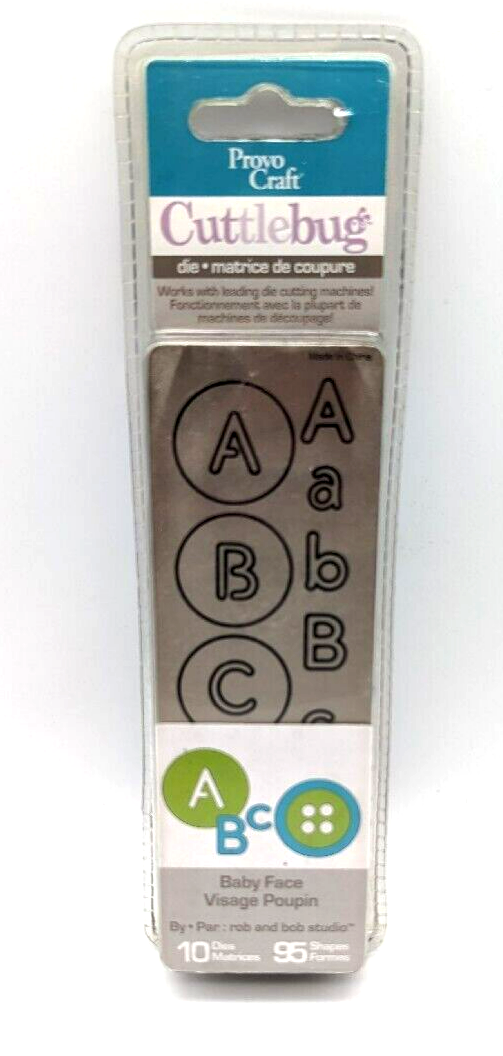 Provo
Craft
Cuttlebug
die • matrice de coupure
Works with leading die cutting machines!
Fonctionnement avec la plupart de
machines de découpage!
Made in China
A A
a
B b
B
C c
A
B C
Baby Face
Visage Poupin
By • Par : rob and bob studio™
10 Dies Matrices 95 Shapes Formes